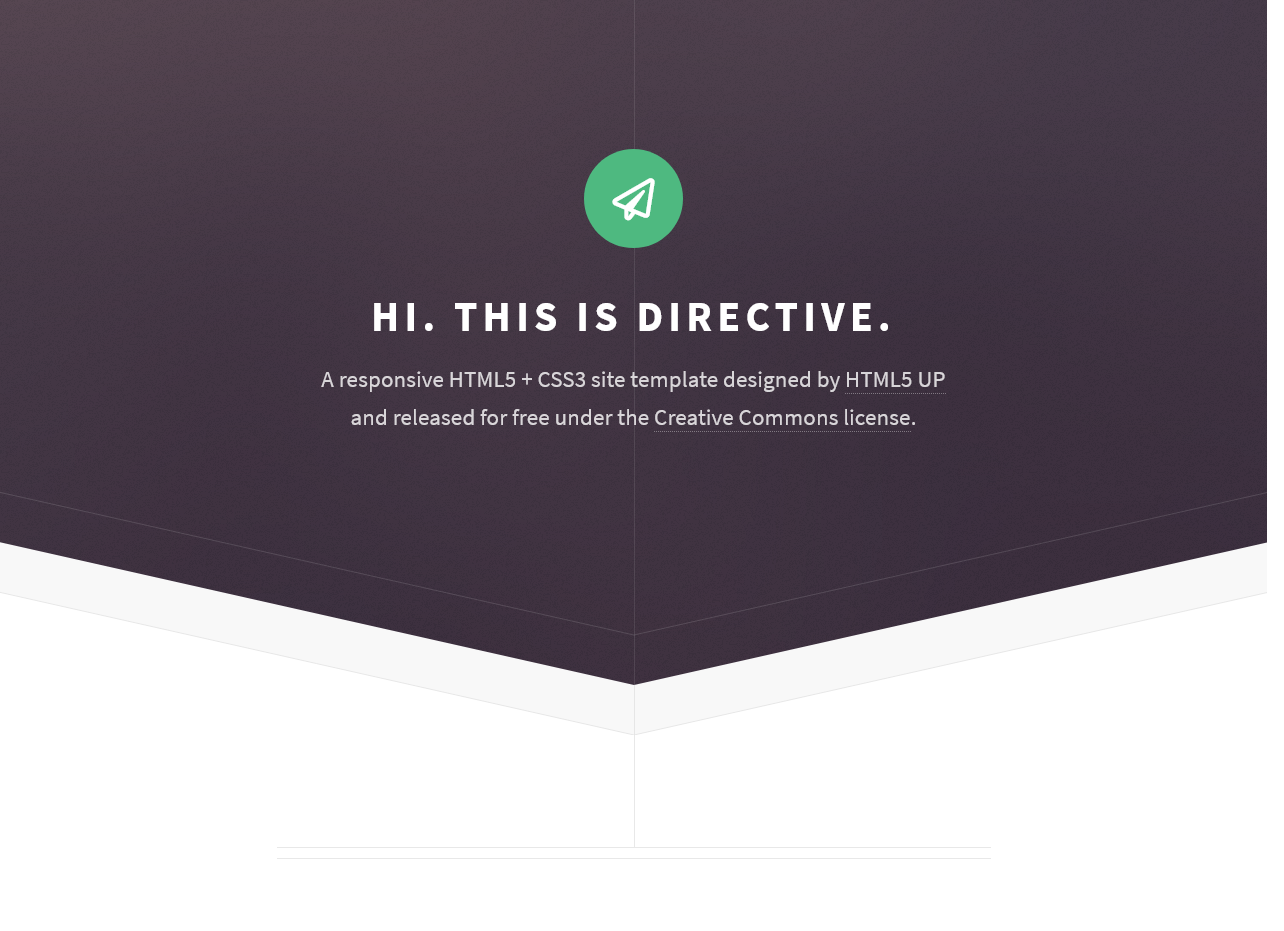 HI. THIS IS DIRECTIVE.
A responsive HTML5 + CSS3 site template designed by HTML5 UP
and released for free under the Creative Commons license.